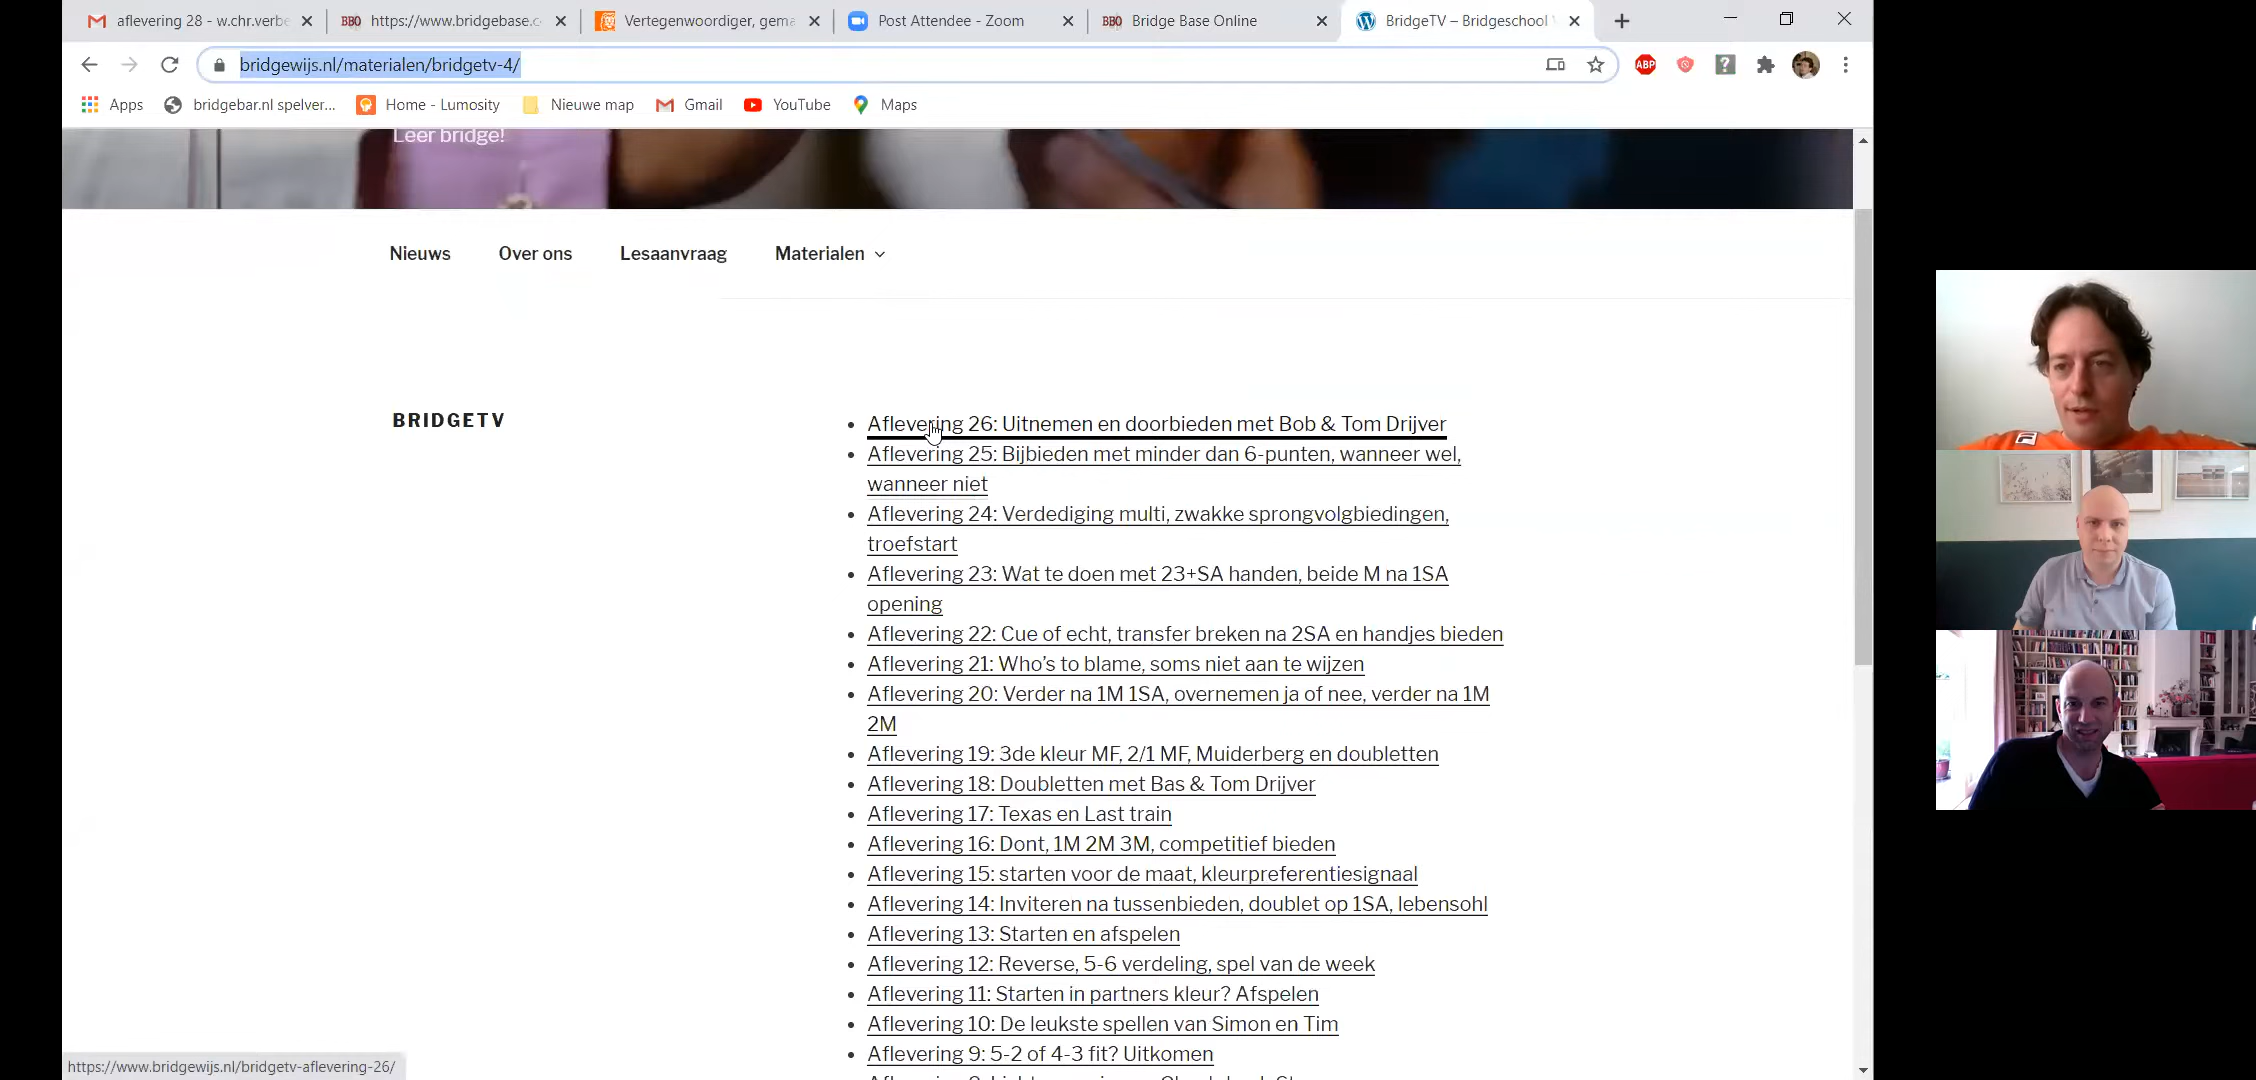 aflevering 28 - w.chr.verbe
https://www.bridgebase.c
Vertegenwoordiger, gema
Post Attendee - Zoom
Bridge Base Online
BridgeTV – Bridgeschool
bridgewijs.nl/materialen/bridgetv-4/
ABP
Apps
bridgebar.nl spelver...
Home - Lumosity
Nieuwe map
Gmail
YouTube
Maps
Leer bridge!
Nieuws
Over ons
Lesaanvraag
Materialen
BRIDGETV
Aflevering 26: Uitnemen en doorbieden met Bob & Tom Drijver
Aflevering 25: Bijbieden met minder dan 6-punten, wanneer wel,
wanneer niet
Aflevering 24: Verdediging multi, zwakke sprongvolgbiedingen,
troefstart
Aflevering 23: Wat te doen met 23+SA handen, beide M na 1SA
opening
Aflevering 22: Cue of echt, transfer breken na 2SA en handjes bieden
Aflevering 21: Who's to blame, soms niet aan te wijzen
Aflevering 20: Verder na 1M 1SA, overnemen ja of nee, verder na 1M
2M
Aflevering 19: 3de kleur MF, 2/1 MF, Muiderberg en doubletten
Aflevering 18: Doubletten met Bas & Tom Drijver
Aflevering 17: Texas en Last train
Aflevering 16: Dont, 1M 2M 3M, competitief bieden
Aflevering 15: starten voor de maat, kleurpreferentiesignaal
Aflevering 14: Inviteren na tussenbieden, doublet op 1SA, lebensohl
Aflevering 13: Starten en afspelen
Aflevering 12: Reverse, 5-6 verdeling, spel van de week
Aflevering 11: Starten in partners kleur? Afspelen
Aflevering 10: De leukste spellen van Simon en Tim
Aflevering 9: 5-2 of 4-3 fit? Uitkomen
https://www.bridgewijs.nl/bridgetv-aflevering-26/